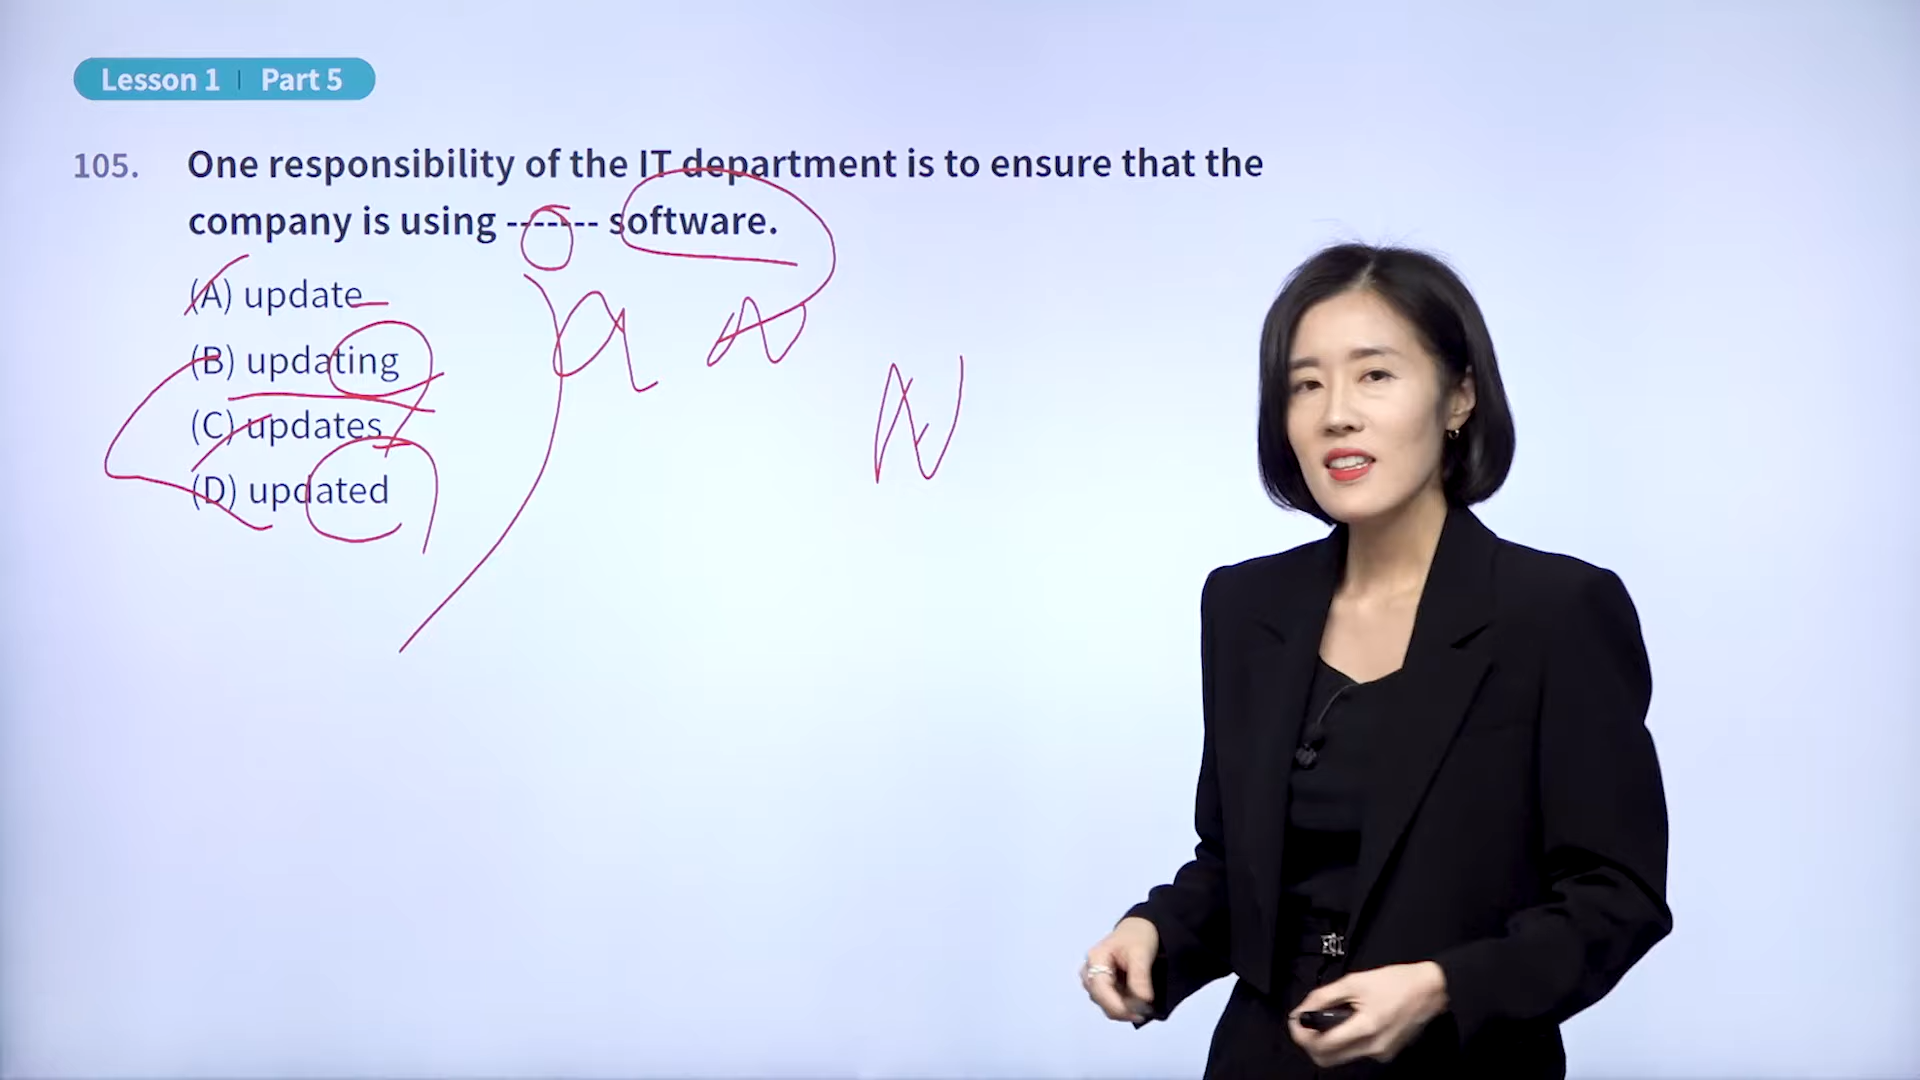 Lesson 1 | Part 5
105. One responsibility of the IT department is to ensure that the
company is using ------- software.
(A) update
(B) updating
(C) updates
(D) updated
a n
N